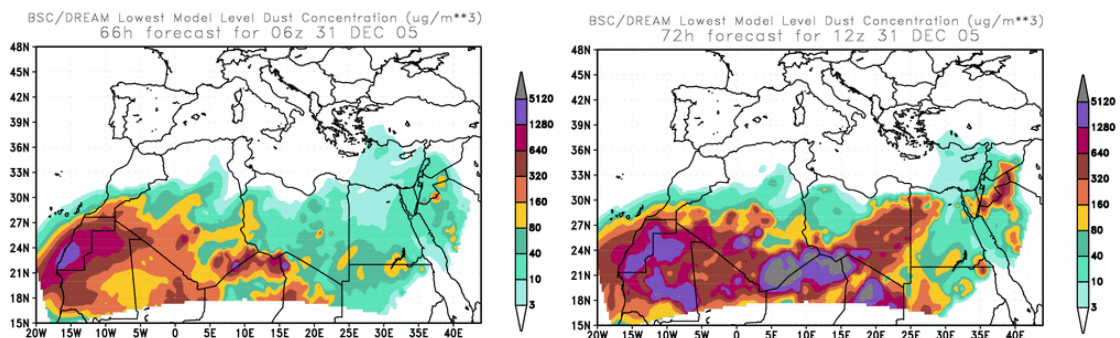 BSC/DREAM Lowest Model Level Dust Concentration (ug/m**3)
66h forecast for 06z 31 DEC 05
48N
45N
42N
39N
36N
33N
30N
27N
24N
21N
18N
15N
20W 15W 10W 5W 0 5E 10E 15E 20E 25E 30E 35E 40E
5120
1280
640
320
160
80
40
10
3
BSC/DREAM Lowest Model Level Dust Concentration (ug/m**3)
72h forecast for 12z 31 DEC 05
48N
45N
42N
39N
36N
33N
30N
27N
24N
21N
18N
15N
20W 15W 10W 5W 0 5E 10E 15E 20E 25E 30E 35E 40E
5120
1280
640
320
160
80
40
10
3